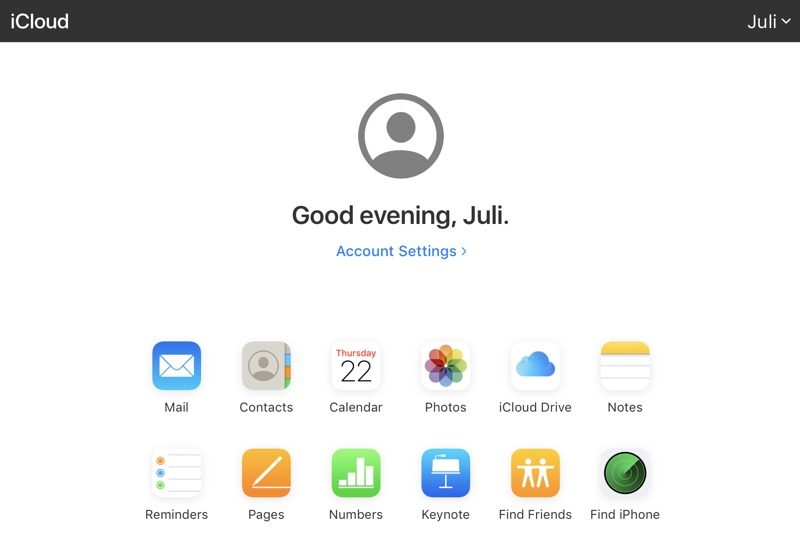 iCloud
Juli
Good evening, Juli.
Account Settings >
Thursday
22
Mail
Contacts
Calendar
Photos
iCloud Drive
Notes
Reminders
Pages
Numbers
Keynote
Find Friends
Find iPhone